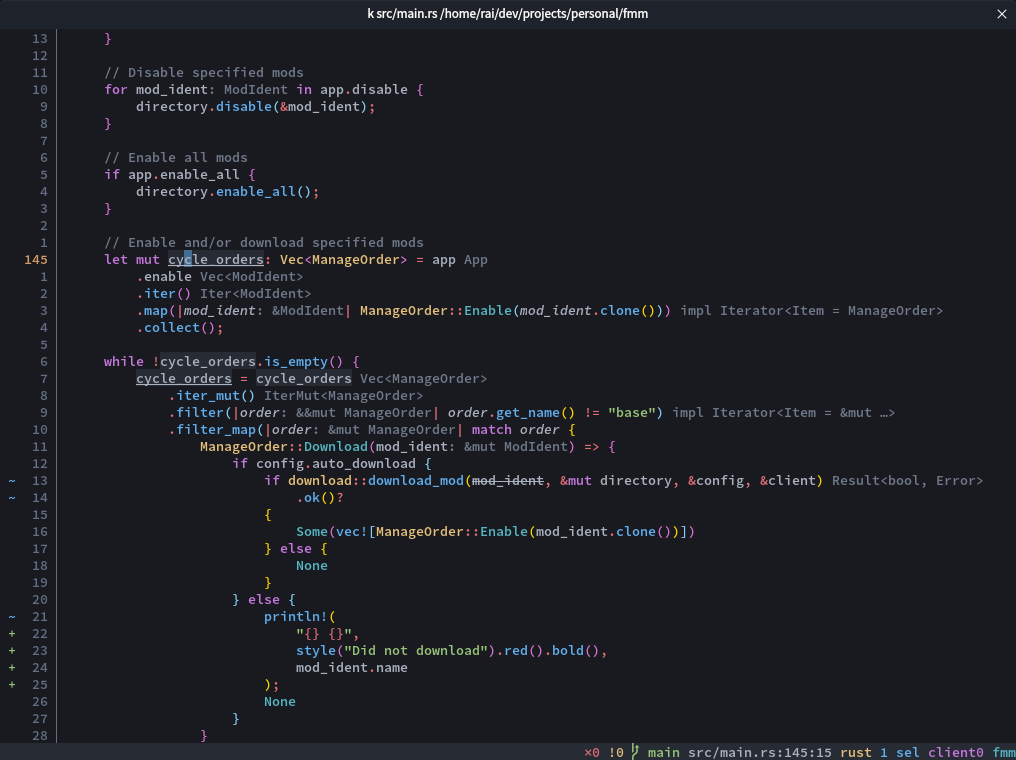 k src/main.rs /home/rai/dev/projects/personal/fmm ×
13 }
12
11 // Disable specified mods
10 for mod_ident: ModIdent in app.disable {
9 directory.disable(&mod_ident);
8 }
7
6 // Enable all mods
5 if app.enable_all {
4 directory.enable_all();
3 }
2
1 // Enable and/or download specified mods
145 let mut cycle_orders: Vec<ManageOrder> = app App
1 .enable Vec<ModIdent>
2 .iter() Iter<ModIdent>
3 .map(|mod_ident: &ModIdent| ManageOrder::Enable(mod_ident.clone())) impl Iterator<Item = ManageOrder>
4 .collect();
5
6 while !cycle_orders.is_empty() {
7 cycle_orders = cycle_orders Vec<ManageOrder>
8 .iter_mut() IterMut<ManageOrder>
9 .filter(|order: &&mut ManageOrder| order.get_name() != "base") impl Iterator<Item = &mut …>
10 .filter_map(|order: &mut ManageOrder| match order {
11 ManageOrder::Download(mod_ident: &mut ModIdent) => {
12 if config.auto_download {
~ 13 if download::download_mod(mod_ident, &mut directory, &config, &client) Result<bool, Error>
~ 14 .ok()?
15 {
16 Some(vec![ManageOrder::Enable(mod_ident.clone())])
17 } else {
18 None
19 }
20 } else {
~ 21 println!(
+ 22 "{} {}",
+ 23 style("Did not download").red().bold(),
+ 24 mod_ident.name
+ 25 );
26 None
27 }
28 }
×0 !0 main src/main.rs:145:15 rust 1 sel client0 fmm